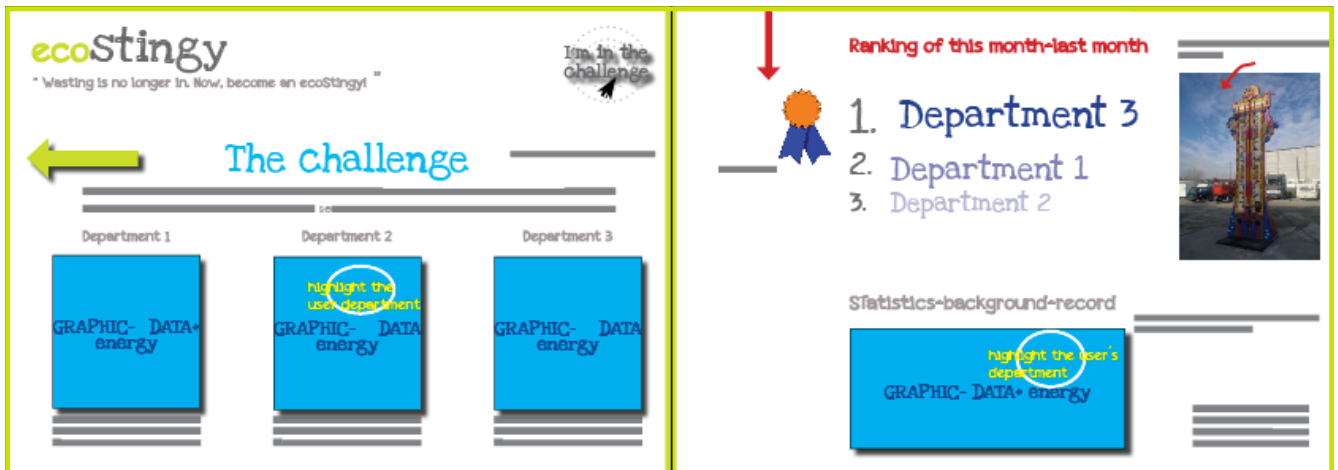 ecoStingy
" Wasting is no longer in. Now, become an ecoStingy! "
I'm in the
challenge
The challenge
Department 1
Department 2
Department 3
GRAPHIC- DATA+
energy
highlight the
user department
GRAPHIC- DATA
energy
GRAPHIC- DATA
energy
Ranking of this month-last month
1. Department 3
2. Department 1
3. Department 2
Statistics-background-record
highlight the user's
department
GRAPHIC- DATA+ energy